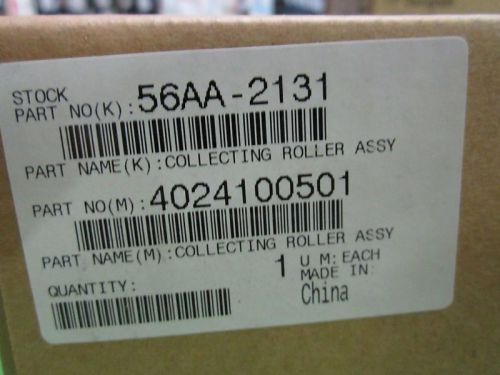 STOCK
PART NO(K): 56AA-2131
PART NAME(K): COLLECTING ROLLER ASSY
PART NO(M): 4024100501
PART NAME(M): COLLECTING ROLLER ASSY
QUANTITY: 1 U M: EACH
MADE IN:
China